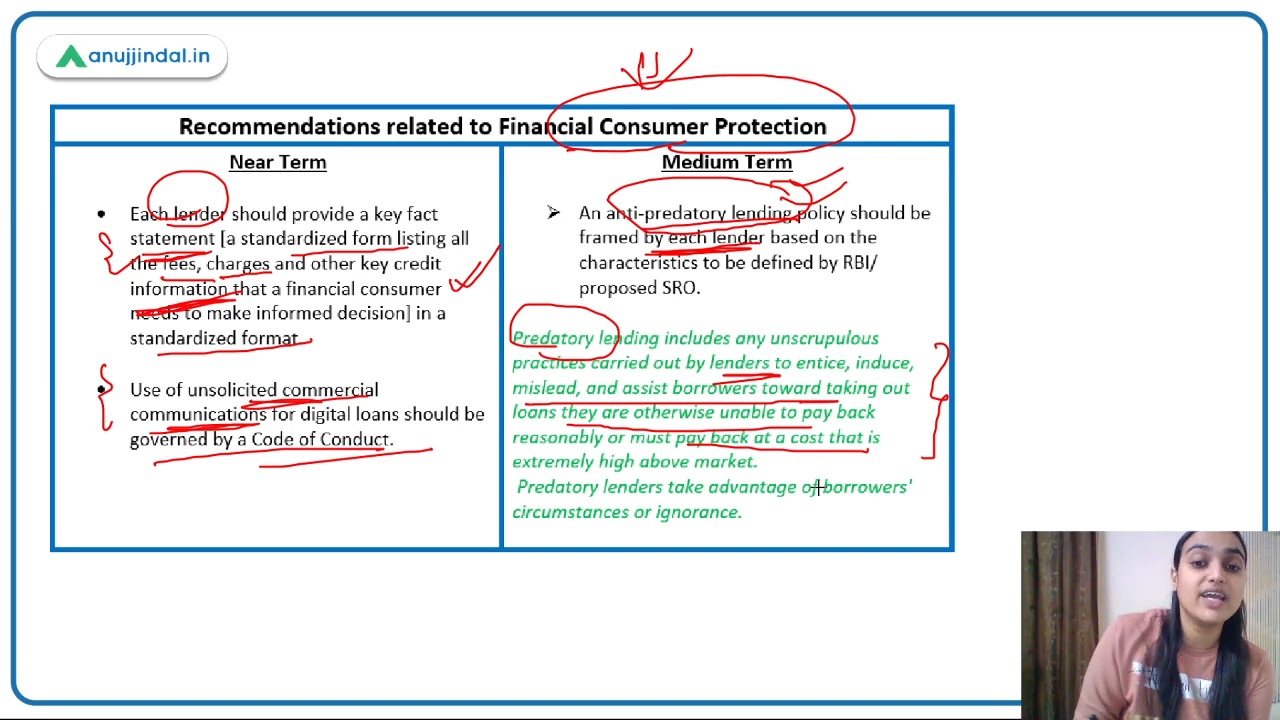 anujjindal.in
Recommendations related to Financial Consumer Protection
Near Term
• Each lender should provide a key fact
statement [a standardized form listing all
the fees, charges and other key credit
information that a financial consumer
needs to make informed decision] in a
standardized format
• Use of unsolicited commercial
communications for digital loans should be
governed by a Code of Conduct.
Medium Term
➢ An anti-predatory lending policy should be
framed by each lender based on the
characteristics to be defined by RBI/
proposed SRO.
Predatory lending includes any unscrupulous
practices carried out by lenders to entice, induce,
mislead, and assist borrowers toward taking out
loans they are otherwise unable to pay back
reasonably or must pay back at a cost that is
extremely high above market.
Predatory lenders take advantage of borrowers'
circumstances or ignorance.